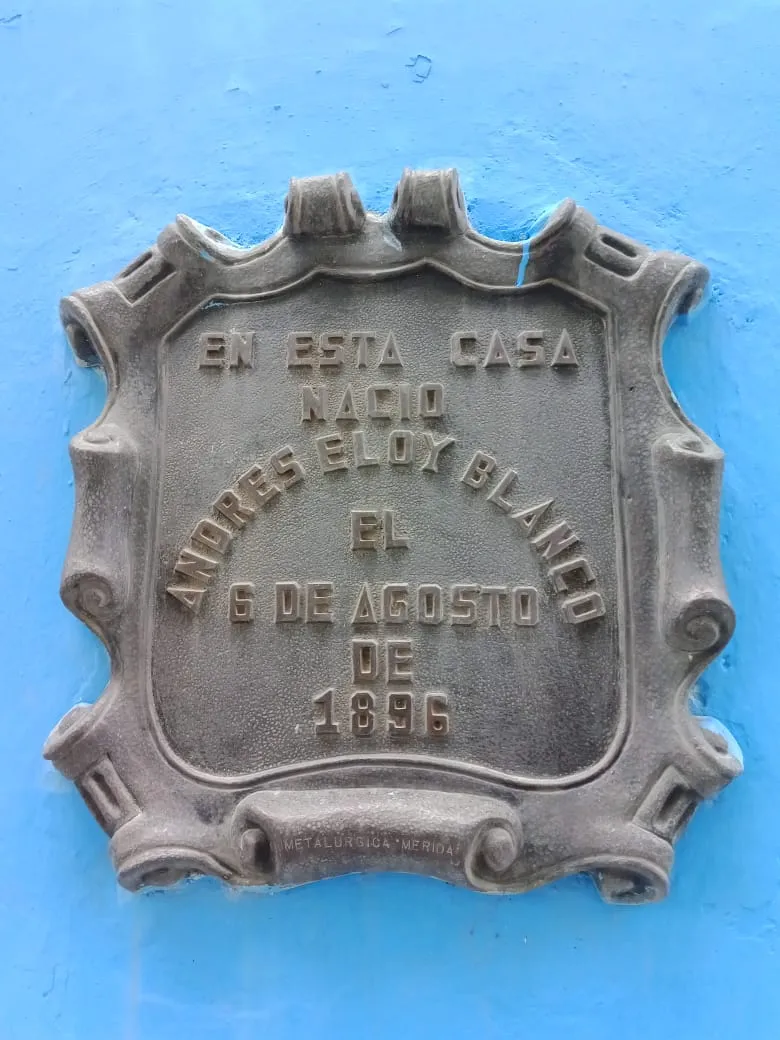 EN ESTA CASA
NACIO
ANDRES ELOY BLANCO
EL
6 DE AGOSTO
DE
1896
METALURGICA "MERIDA"